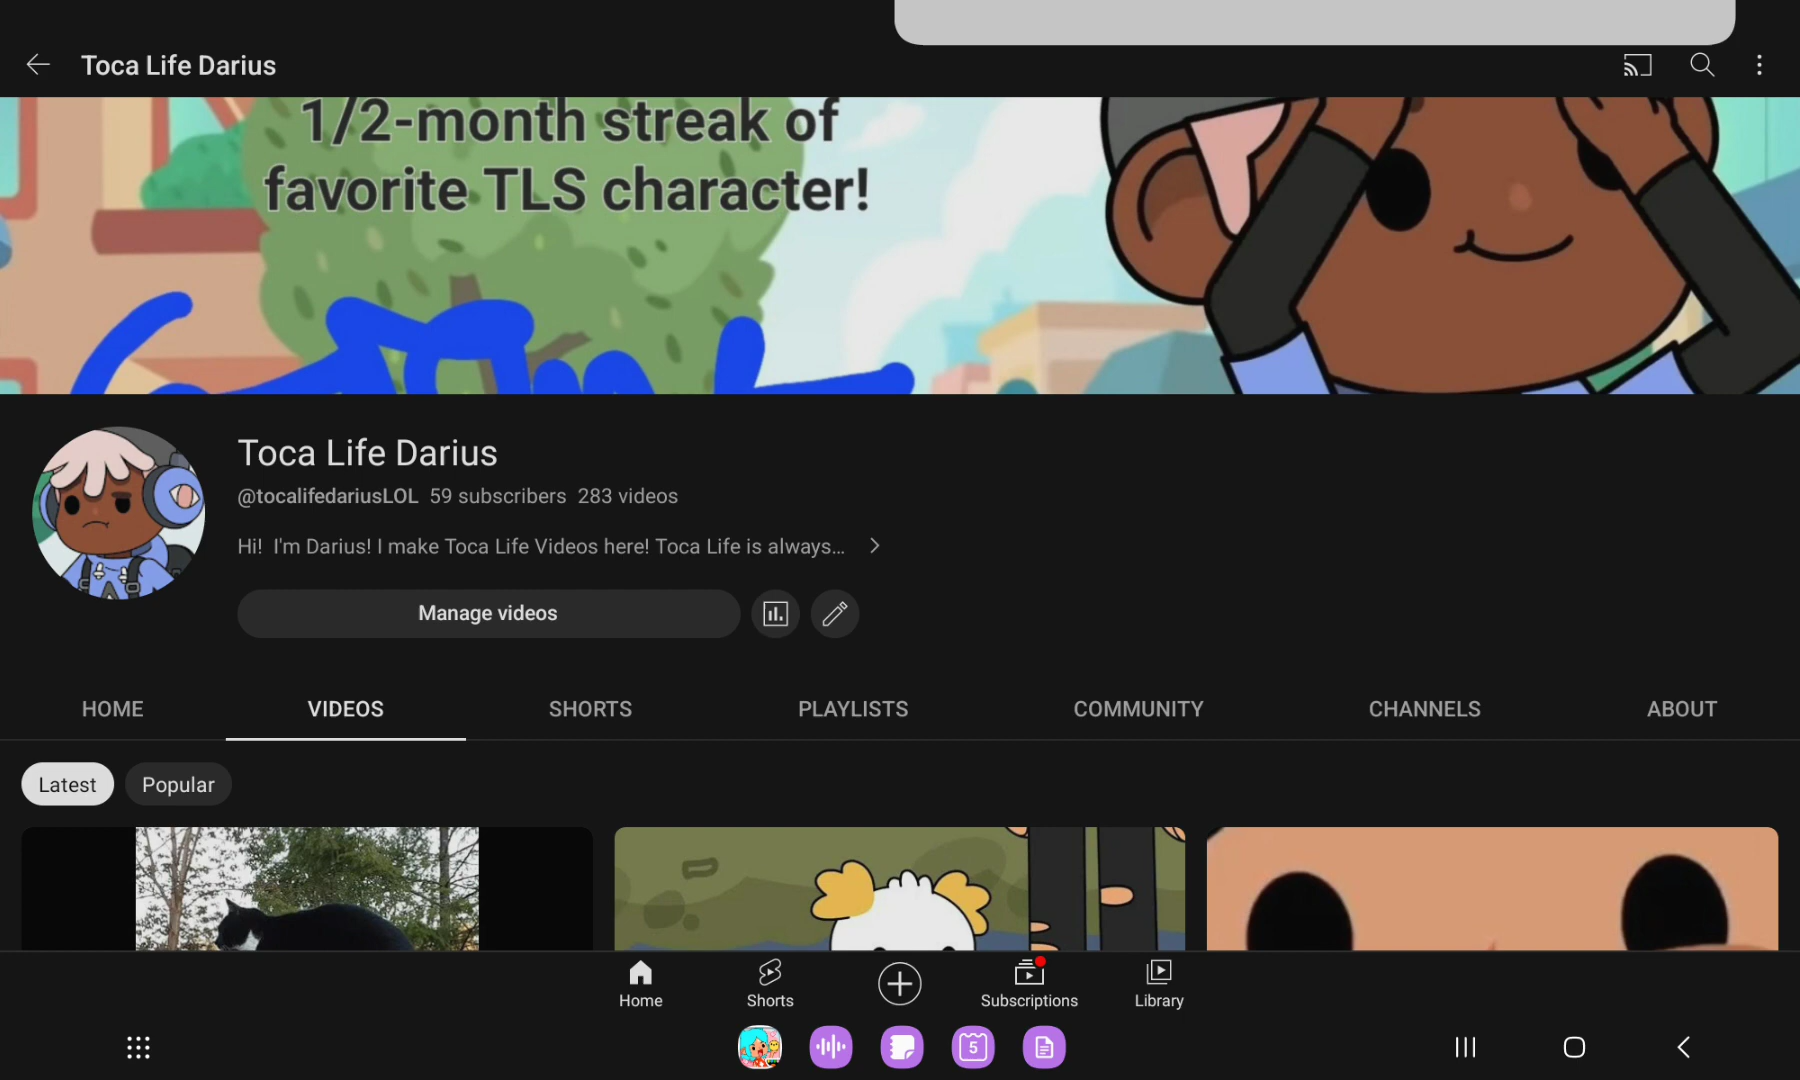 Toca Life Darius
1/2-month streak of
favorite TLS character!
Toca Life Darius
@tocalifedariusLOL 59 subscribers 283 videos
Hi! I'm Darius! I make Toca Life Videos here! Toca Life is always...
Manage videos
HOME VIDEOS SHORTS PLAYLISTS COMMUNITY CHANNELS ABOUT
Latest Popular
Home Shorts Subscriptions Library
5